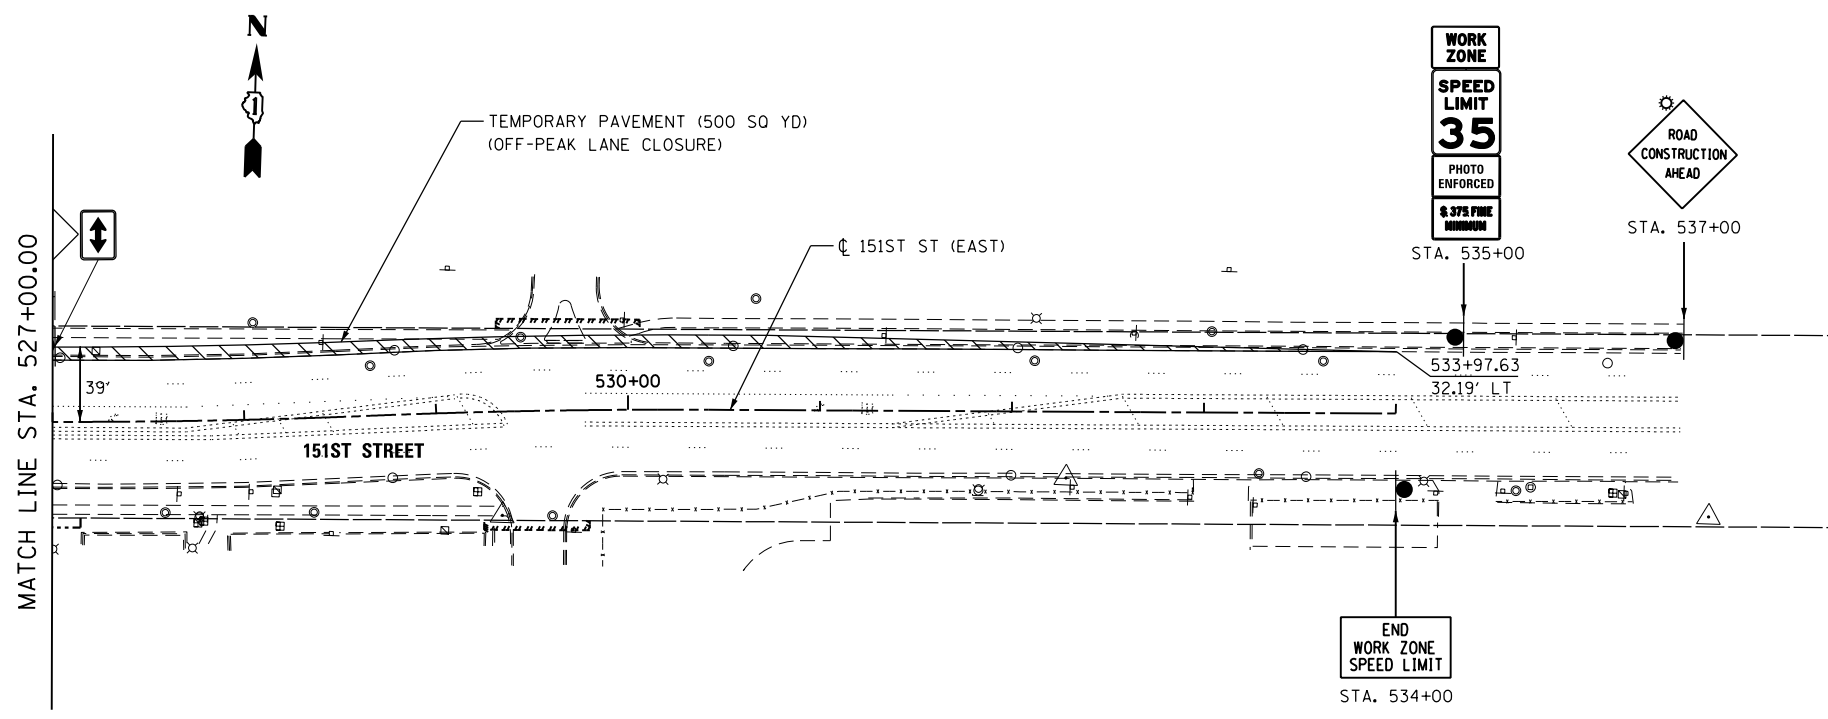 N
1
WORK
ZONE
SPEED
LIMIT
35
PHOTO
ENFORCED
$ 375 FINE
MINIMUM
STA. 535+00
ROAD
CONSTRUCTION
AHEAD
STA. 537+00
TEMPORARY PAVEMENT (500 SQ YD)
(OFF-PEAK LANE CLOSURE)
℄ 151ST ST (EAST)
MATCH LINE STA. 527+00.00
39'
530+00
533+97.63
32.19' LT
151ST STREET
END
WORK ZONE
SPEED LIMIT
STA. 534+00